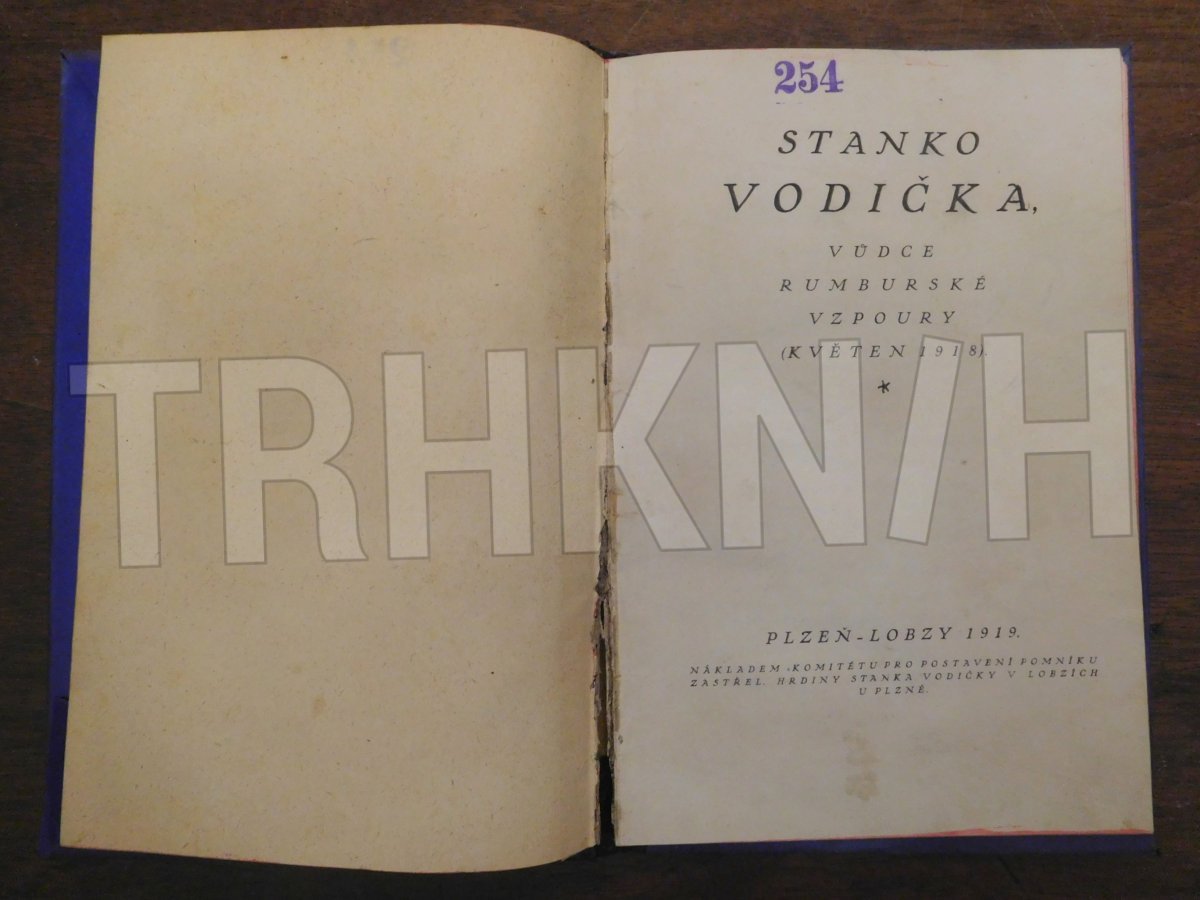 254
STANKO
VODIČKA,
VŮDCE
RUMBURSKÉ
VZPOURY
(KVĚTEN 1918).
*
TRHKN/H
PLZEŇ-LOBZY 1919.
NÁKLADEM KOMITÉTU PRO POSTAVENÍ POMNÍKU
ZASTŘEL. HRDINY STANKA VODIČKY V LOBZÍCH
U PLZNĚ.